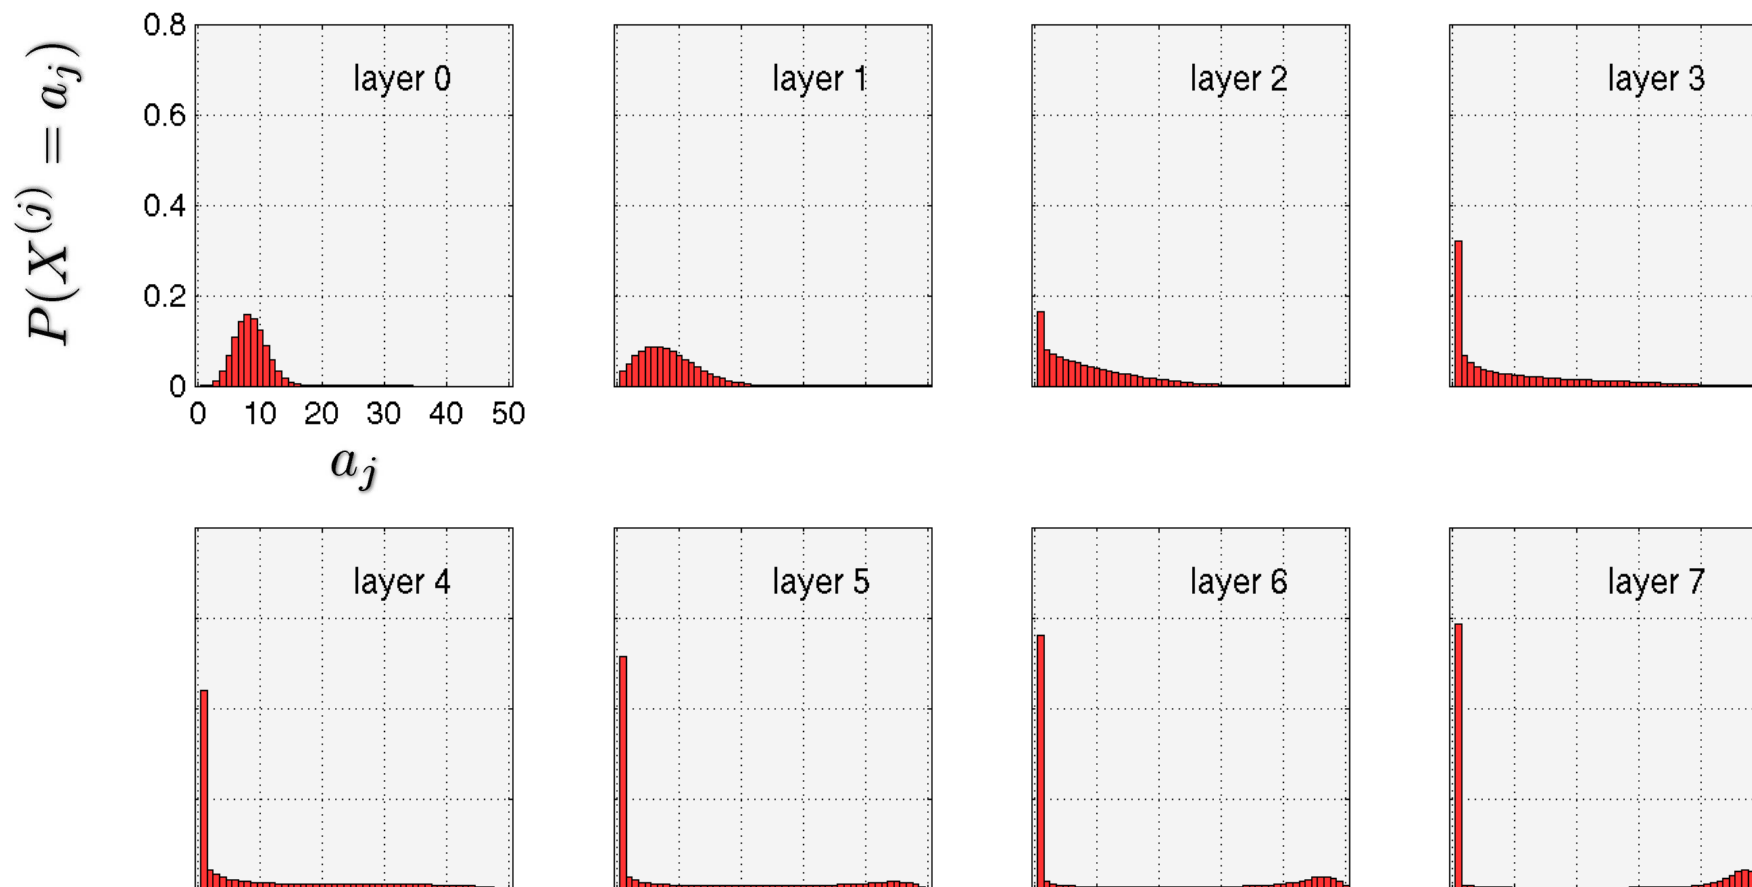 P(X^{(j)} = a_j)
0.8
0.6
0.4
0.2
0
0 10 20 30 40 50
a_j
layer 0
layer 1
layer 2
layer 3
layer 4
layer 5
layer 6
layer 7